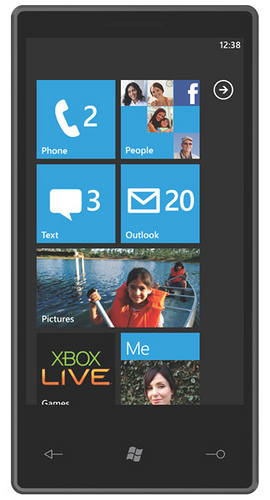 12:38
2
Phone
f
People
3
Text
20
Outlook
Pictures
XBOX
LIVE
Games
Me